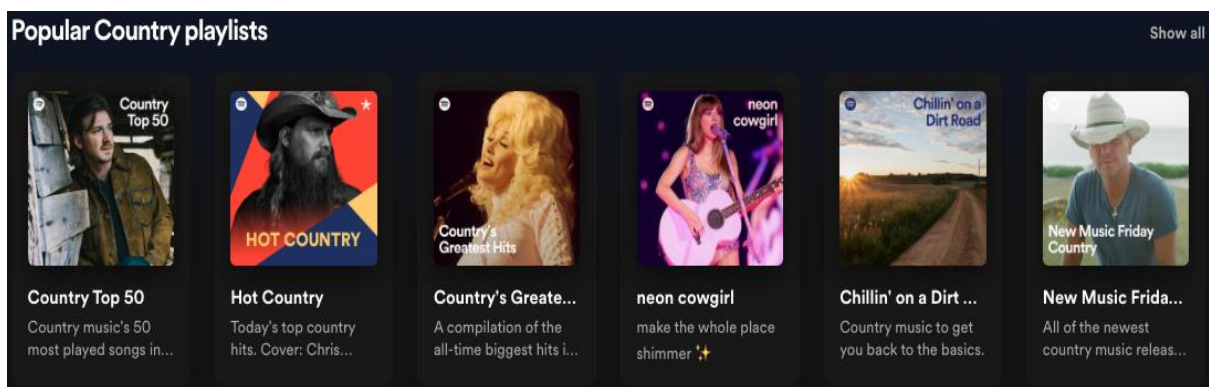 Popular Country playlists
Show all
Country
Top 50
HOT COUNTRY
Country's
Greatest Hits
neon
cowgirl
Chillin' on a
Dirt Road
New Music Friday
Country
Country Top 50
Hot Country
Country's Greate...
neon cowgirl
Chillin' on a Dirt ...
New Music Frida...
Country music's 50
most played songs in...
Today's top country
hits. Cover: Chris...
A compilation of the
all-time biggest hits i...
make the whole place
shimmer ✨
Country music to get
you back to the basics.
All of the newest
country music releas...